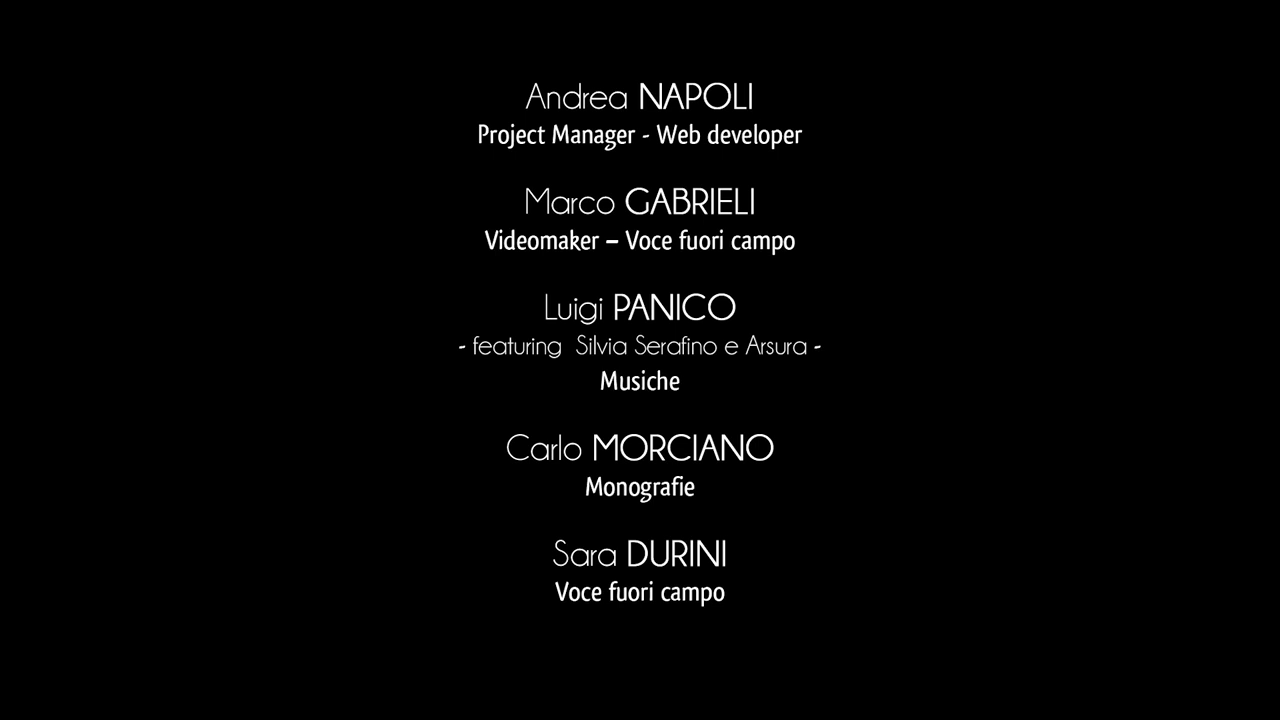 Andrea NAPOLI
Project Manager - Web developer
Marco GABRIELI
Videomaker – Voce fuori campo
Luigi PANICO
- featuring Silvia Serafino e Arsura -
Musiche
Carlo MORCIANO
Monografie
Sara DURINI
Voce fuori campo